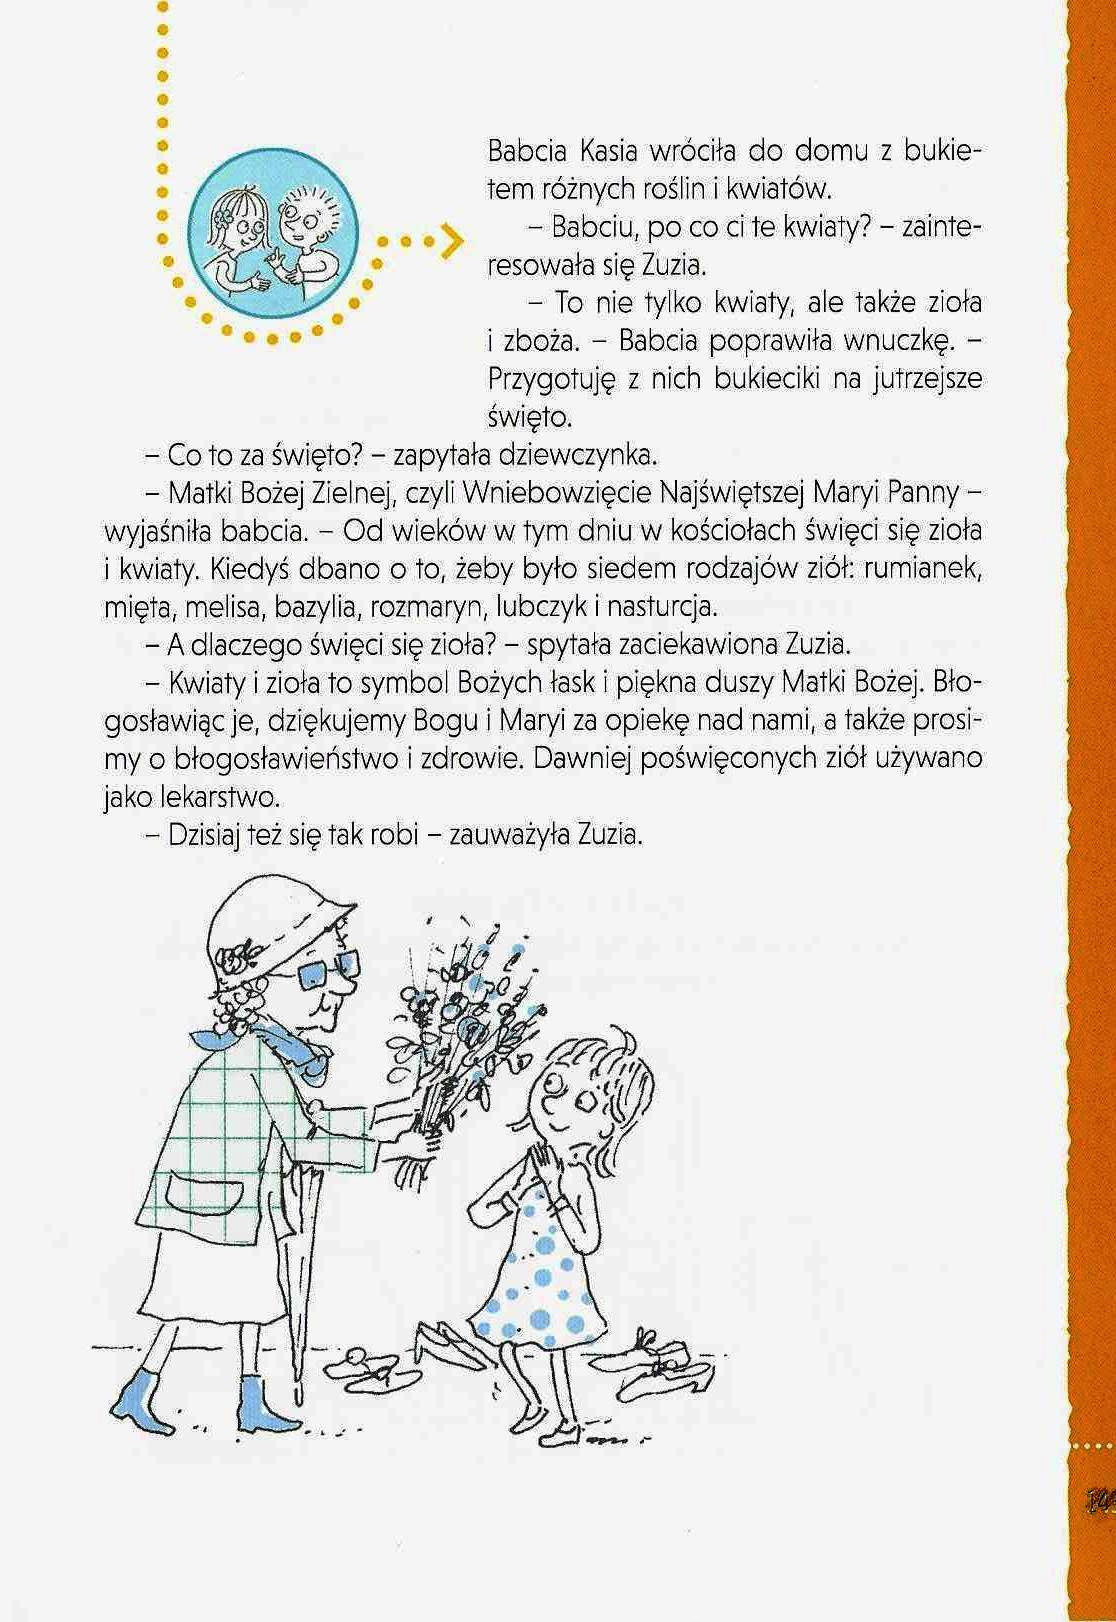 Babcia Kasia wróciła do domu z bukie-
tem różnych roślin i kwiatów.
– Babciu, po co ci te kwiaty? – zainte-
resowała się Zuzia.
– To nie tylko kwiaty, ale także zioła
i zboża. – Babcia poprawiła wnuczkę. –
Przygotuję z nich bukieciki na jutrzejsze
święto.
– Co to za święto? – zapytała dziewczynka.
– Matki Bożej Zielnej, czyli Wniebowzięcie Najświętszej Maryi Panny –
wyjaśniła babcia. – Od wieków w tym dniu w kościołach święci się zioła
i kwiaty. Kiedyś dbano o to, żeby było siedem rodzajów ziół: rumianek,
mięta, melisa, bazylia, rozmaryn, lubczyk i nasturcja.
– A dlaczego święci się zioła? – spytała zaciekawiona Zuzia.
– Kwiaty i zioła to symbol Bożych łask i piękna duszy Matki Bożej. Bło-
gosławiąc je, dziękujemy Bogu i Maryi za opiekę nad nami, a także prosi-
my o błogosławieństwo i zdrowie. Dawniej poświęconych ziół używano
jako lekarstwo.
– Dzisiaj też się tak robi – zauważyła Zuzia.